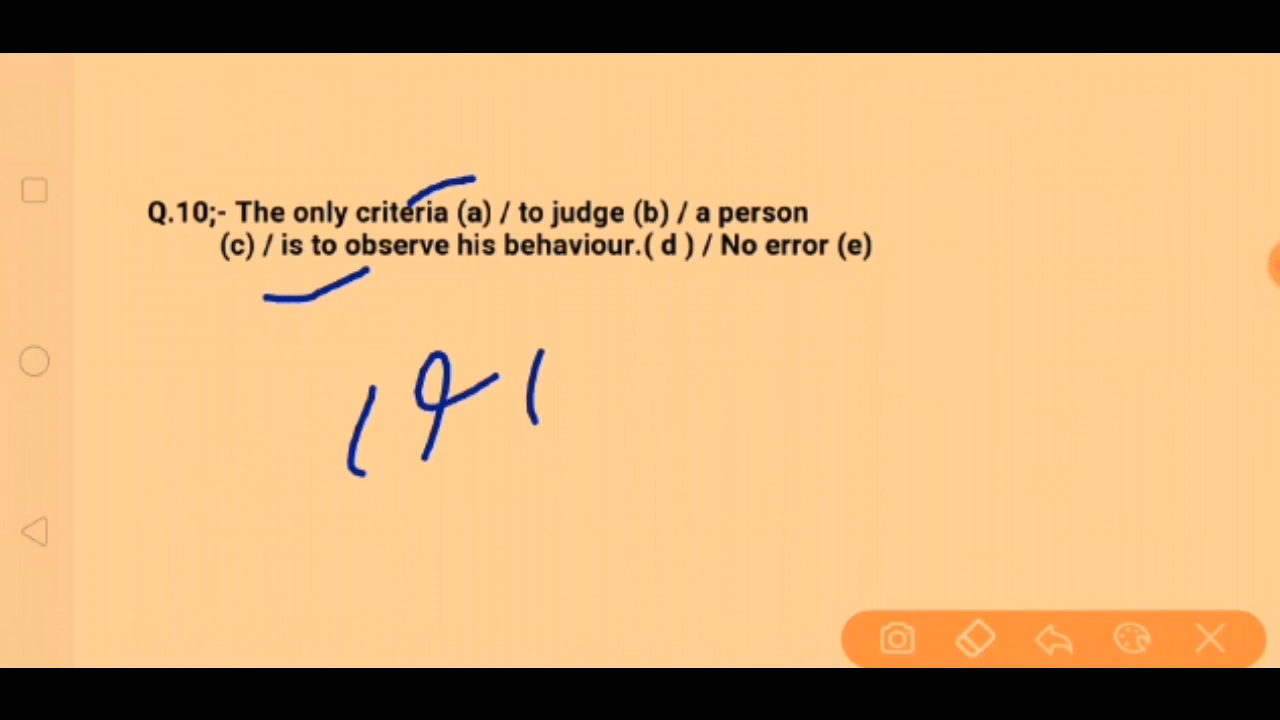 Q.10;- The only criteria (a) / to judge (b) / a person
(c) / is to observe his behaviour.( d ) / No error (e)